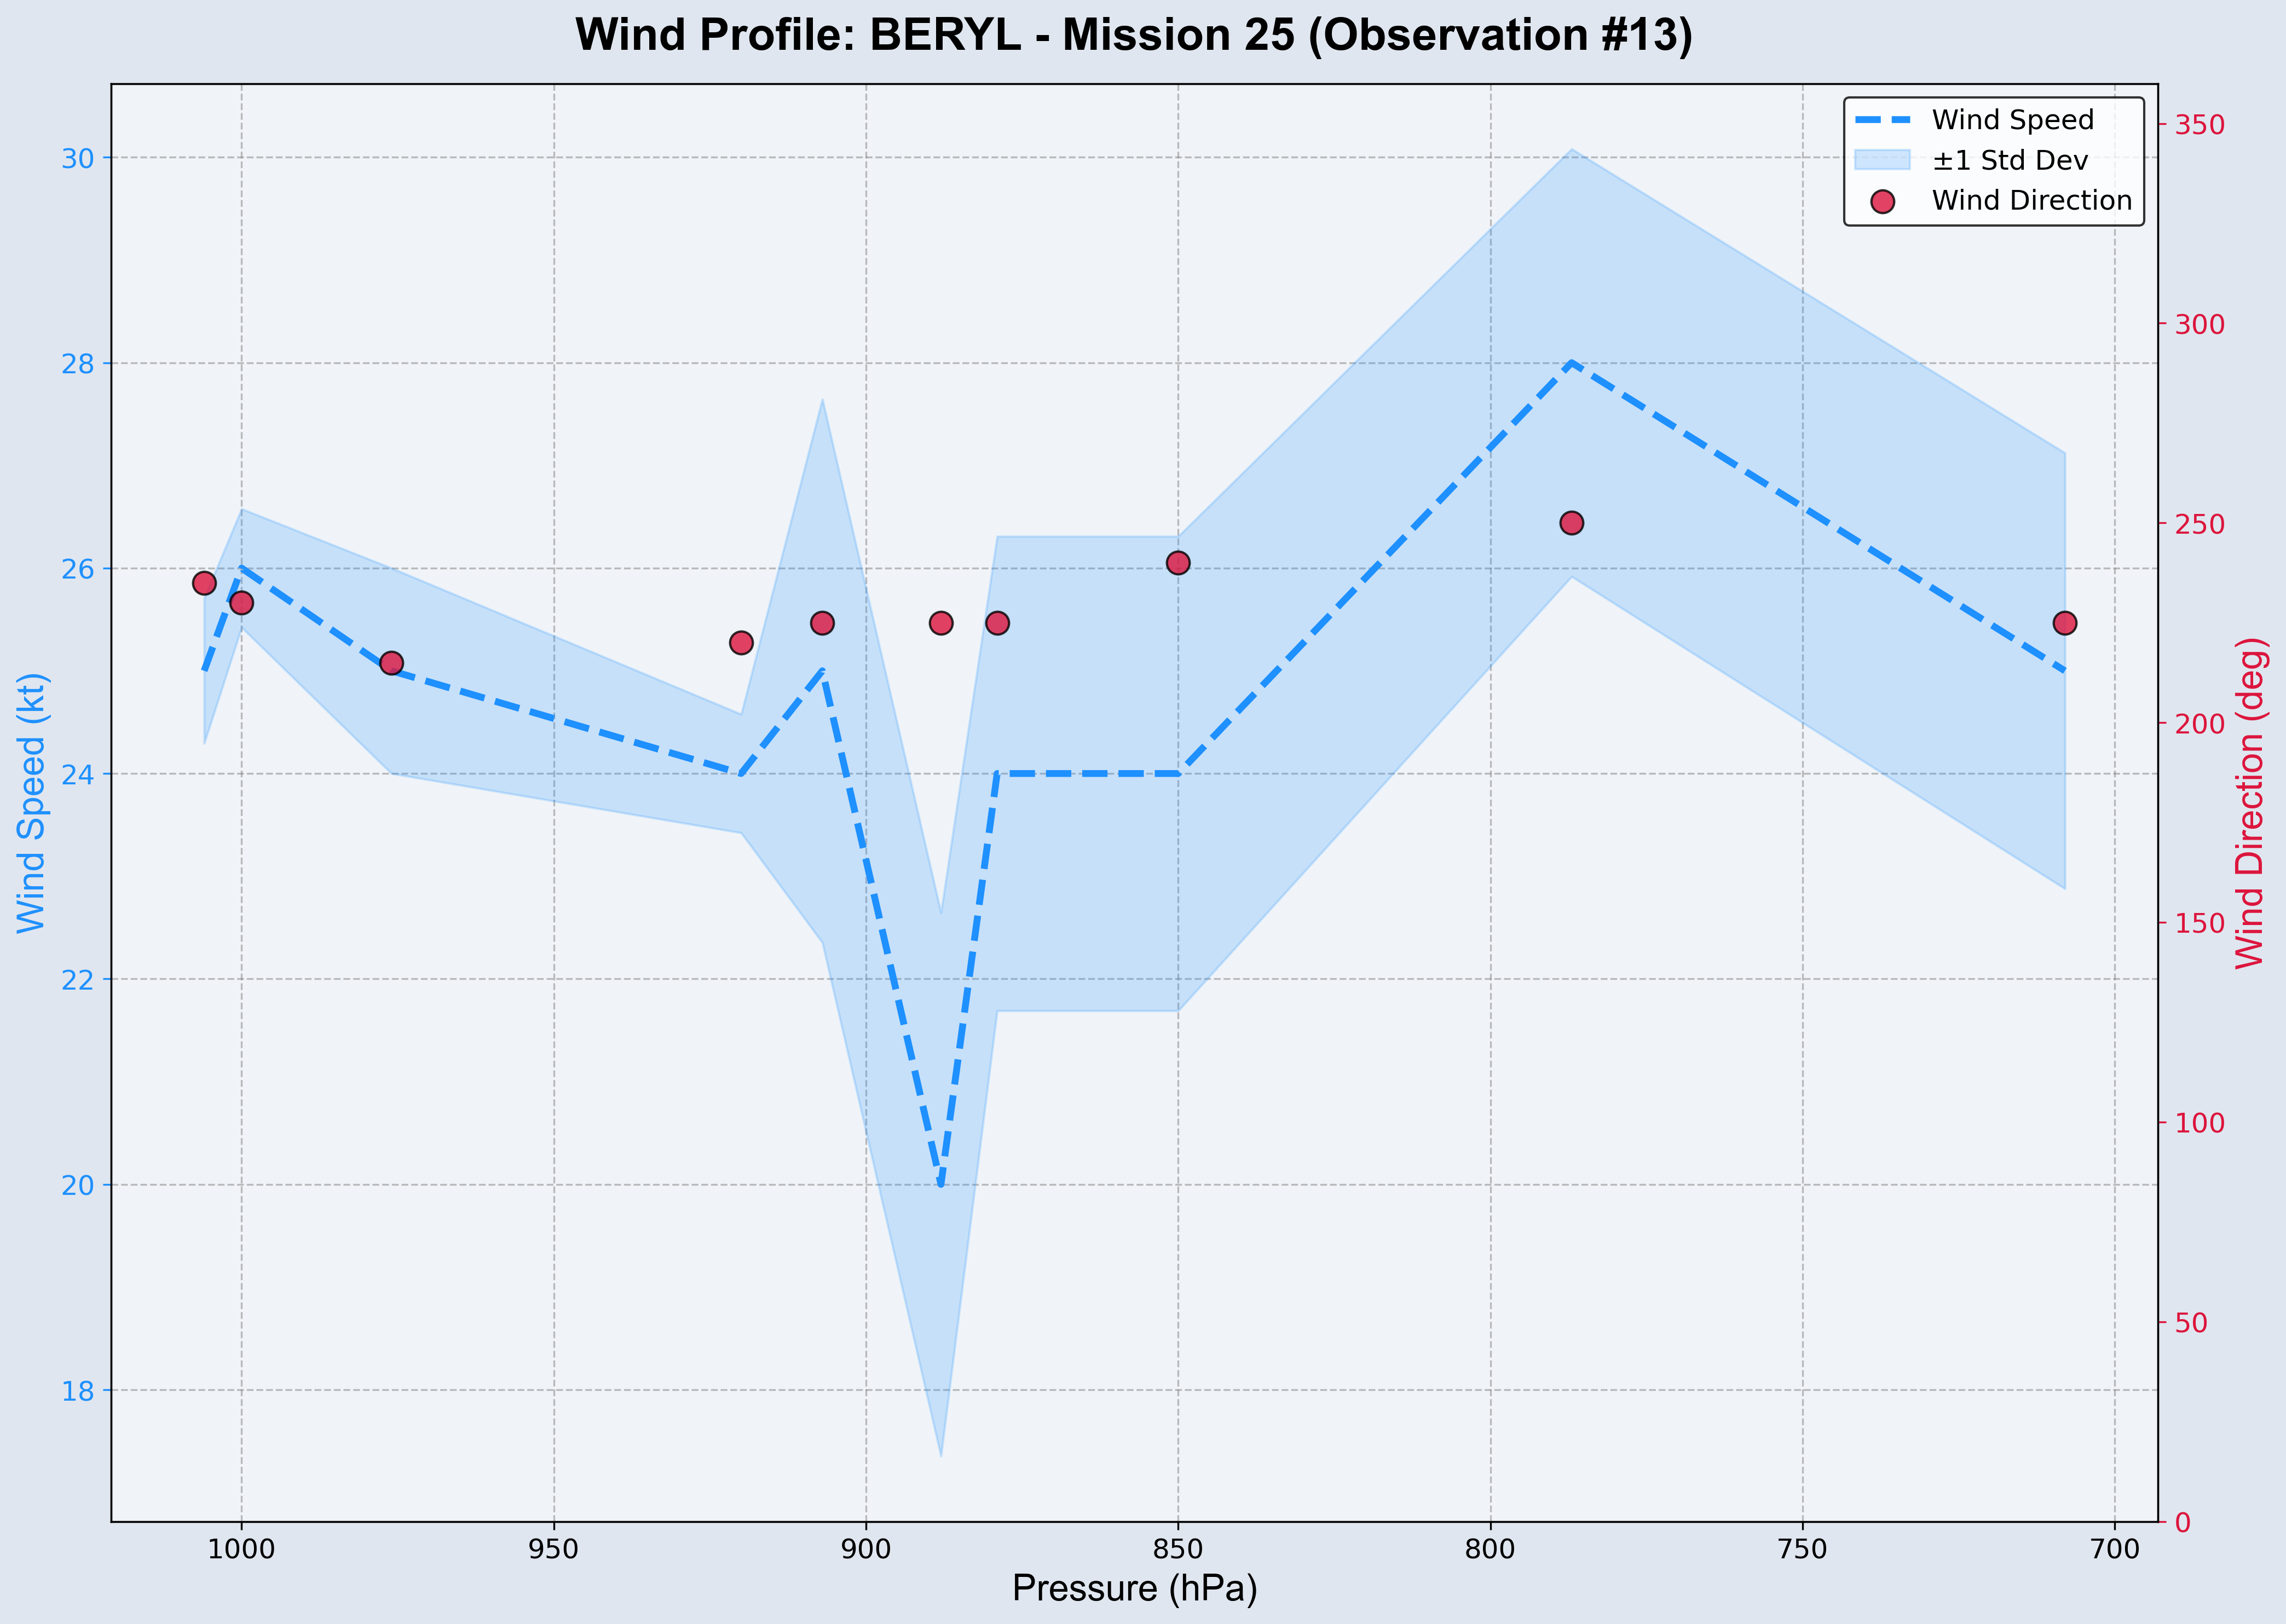 Wind Profile: BERYL - Mission 25 (Observation #13)
Wind Speed
±1 Std Dev
Wind Direction
30
28
26
24
22
20
18
Wind Speed (kt)
350
300
250
200
150
100
50
0
Wind Direction (deg)
1000 950 900 850 800 750 700
Pressure (hPa)